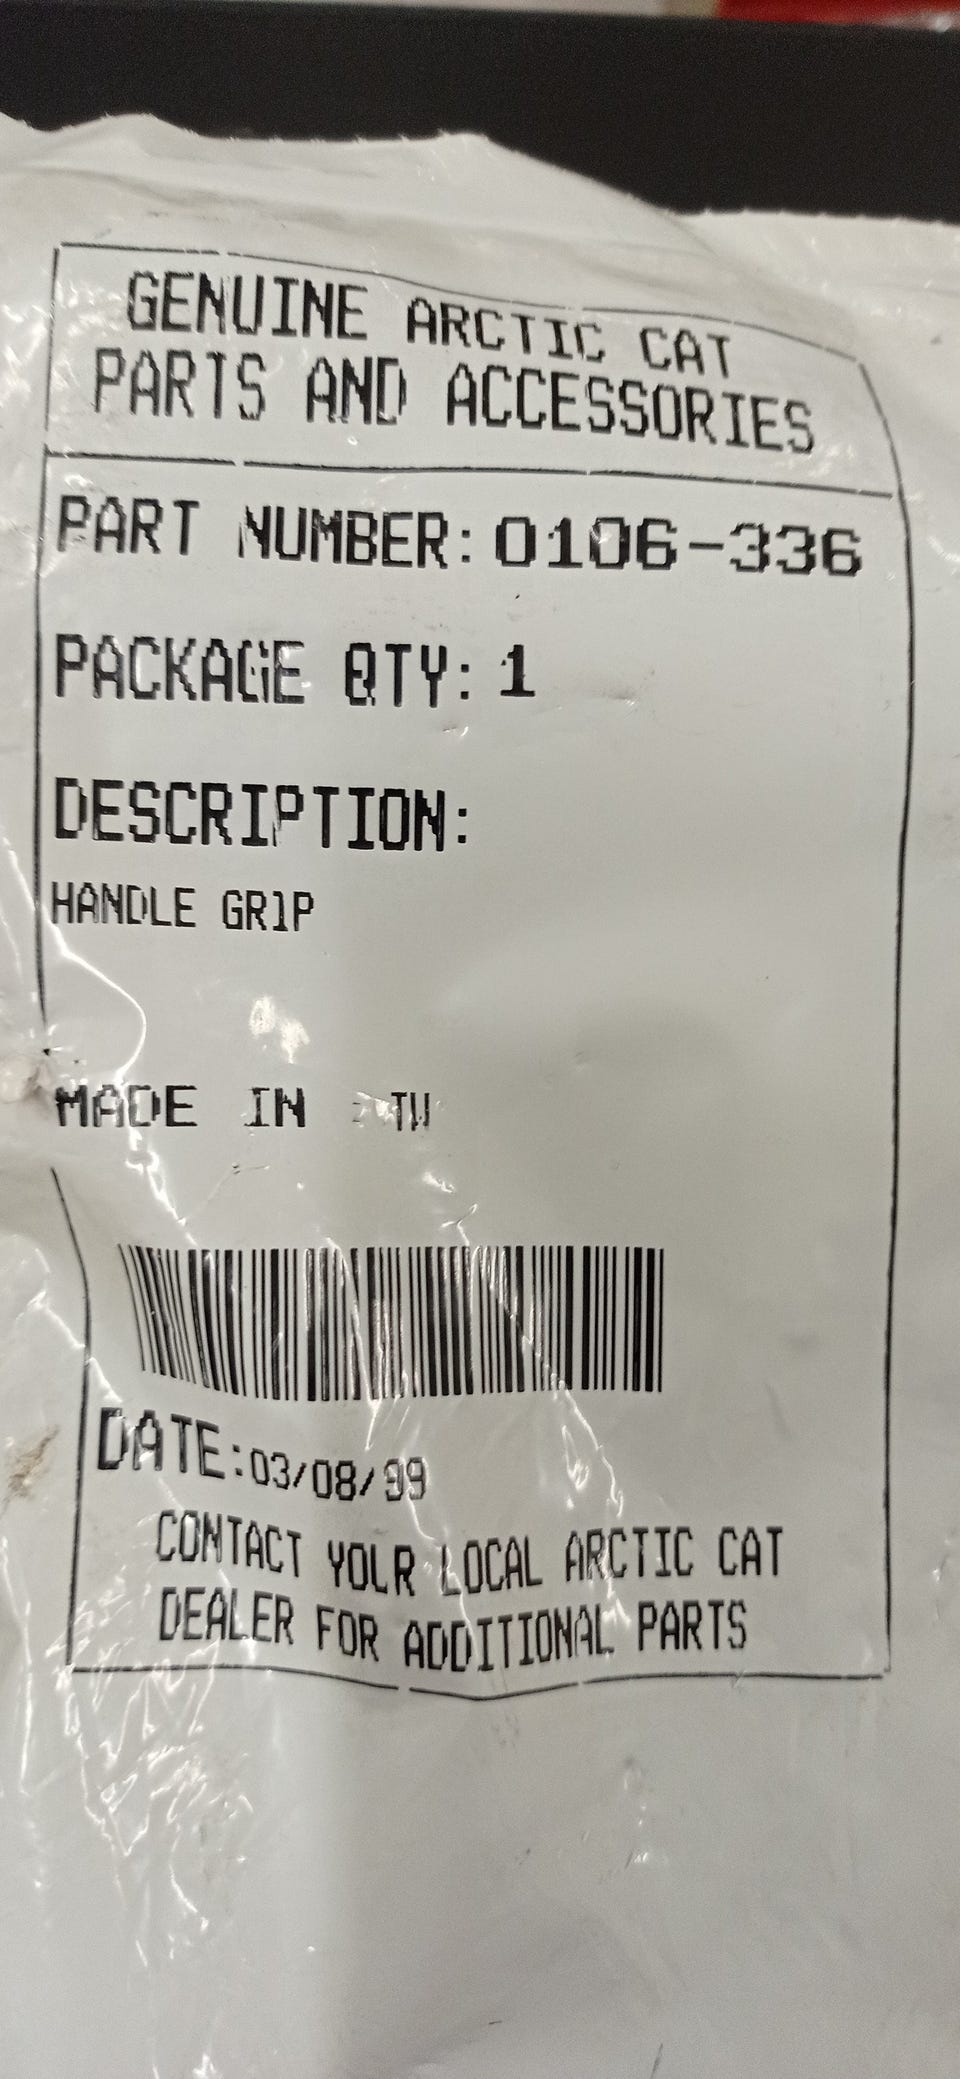 GENUINE ARCTIC CAT
PARTS AND ACCESSORIES
PART NUMBER: 0106-336
PACKAGE QTY: 1
DESCRIPTION:
HANDLE GRIP
MADE IN : TW
DATE:03/08/99
CONTACT YOUR LOCAL ARCTIC CAT
DEALER FOR ADDITIONAL PARTS